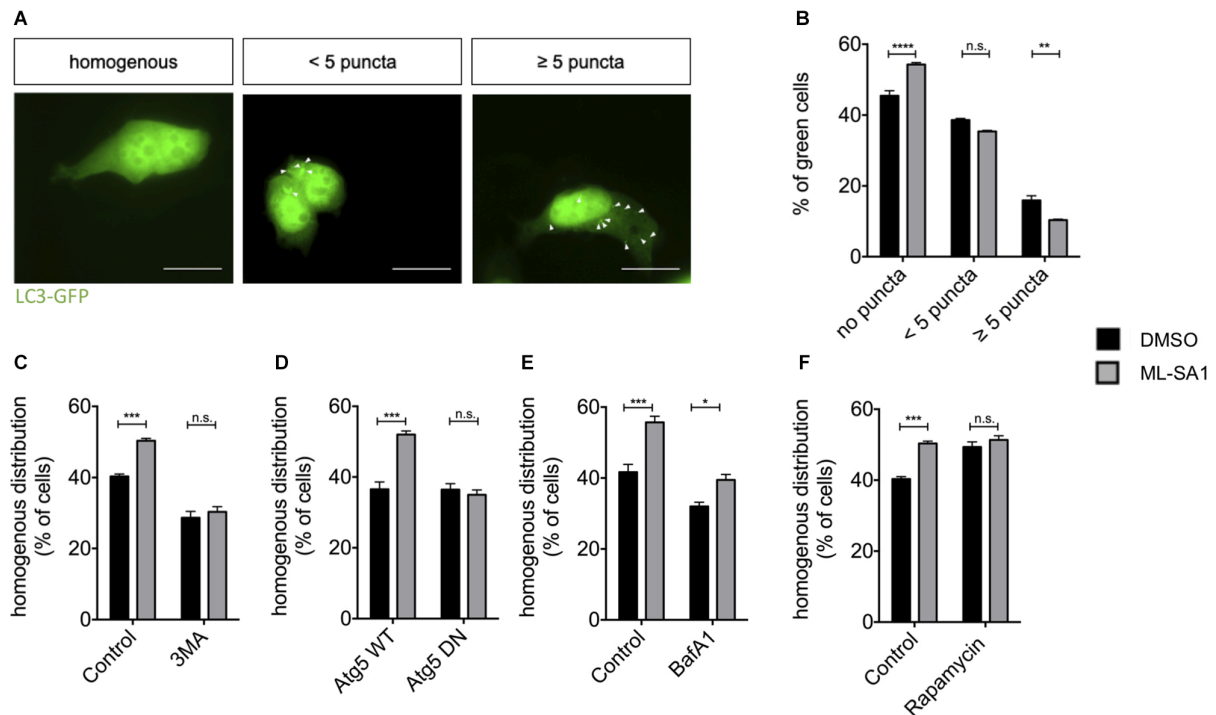 A
homogenous
< 5 puncta
≥ 5 puncta
LC3-GFP
B
% of green cells
60
40
20
0
****
n.s.
**
no puncta
< 5 puncta
≥ 5 puncta
DMSO
ML-SA1
C
homogenous distribution
(% of cells)
60
40
20
0
***
n.s.
Control
3MA
D
homogenous distribution
(% of cells)
60
40
20
0
***
n.s.
Atg5 WT
Atg5 DN
E
homogenous distribution
(% of cells)
60
40
20
0
***
*
Control
BafA1
F
homogenous distribution
(% of cells)
60
40
20
0
***
n.s.
Control
Rapamycin